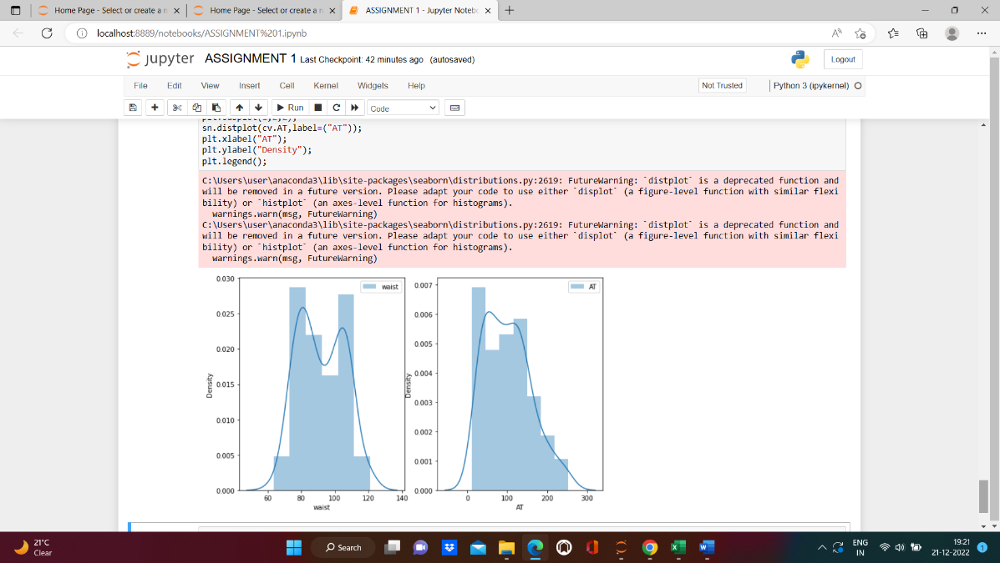 Home Page - Select or create a n
Home Page - Select or create a n
ASSIGNMENT 1 - Jupyter Notebo
localhost:8889/notebooks/ASSIGNMENT%201.ipynb
jupyter ASSIGNMENT 1 Last Checkpoint: 42 minutes ago (autosaved)
Logout
File Edit View Insert Cell Kernel Widgets Help
Not Trusted
Python 3 (ipykernel)
Run
Code
sn.distplot(cv.AT,label=("AT"));
plt.xlabel("AT");
plt.ylabel("Density");
plt.legend();
C:\Users\user\anaconda3\lib\site-packages\seaborn\distributions.py:2619: FutureWarning: `distplot` is a deprecated function and
will be removed in a future version. Please adapt your code to use either `displot` (a figure-level function with similar flexi
bility) or `histplot` (an axes-level function for histograms).
warnings.warn(msg, FutureWarning)
C:\Users\user\anaconda3\lib\site-packages\seaborn\distributions.py:2619: FutureWarning: `distplot` is a deprecated function and
will be removed in a future version. Please adapt your code to use either `displot` (a figure-level function with similar flexi
bility) or `histplot` (an axes-level function for histograms).
warnings.warn(msg, FutureWarning)
0.030
0.025
0.020
0.015
0.010
0.005
0.000
Density
waist
60 80 100 120 140
waist
0.007
0.006
0.005
0.004
0.003
0.002
0.001
0.000
Density
AT
0 100 200 300
AT
21°C
Clear
Search
ENG
IN
19:21
21-12-2022
1